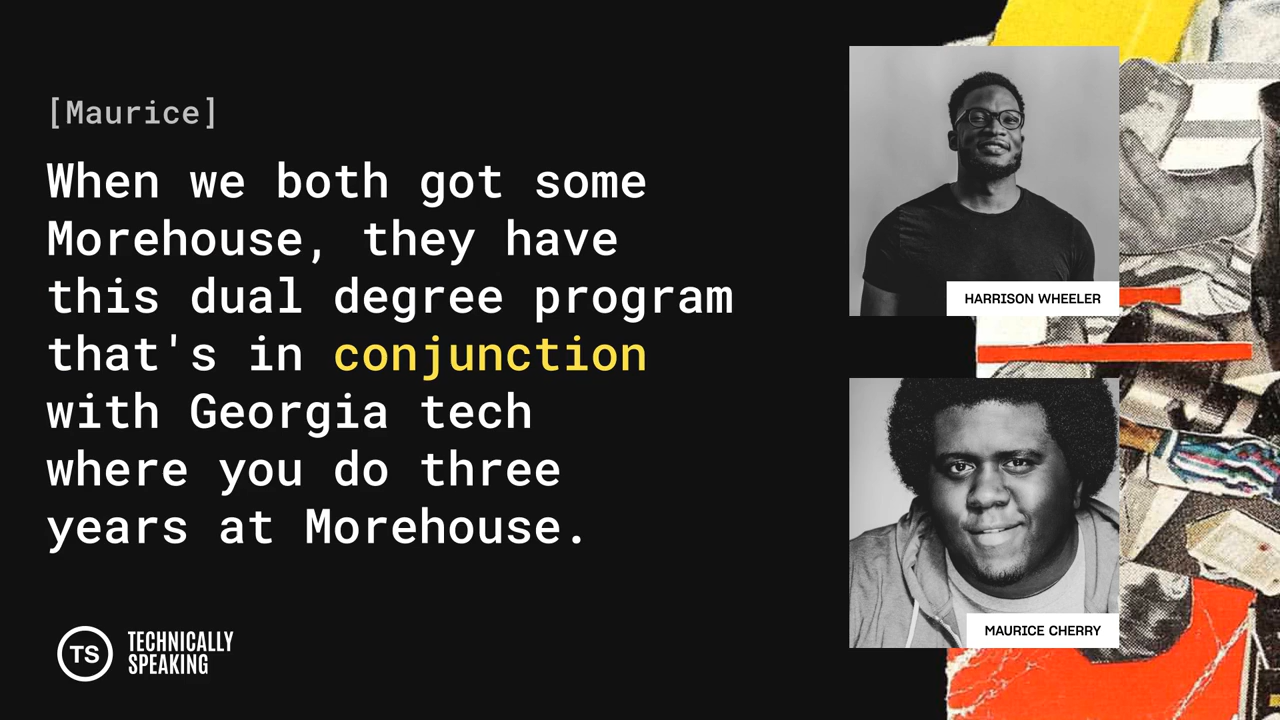 [Maurice]
When we both got some
Morehouse, they have
this dual degree program
that's in conjunction
with Georgia tech
where you do three
years at Morehouse.
HARRISON WHEELER
MAURICE CHERRY
TS
TECHNICALLY
SPEAKING